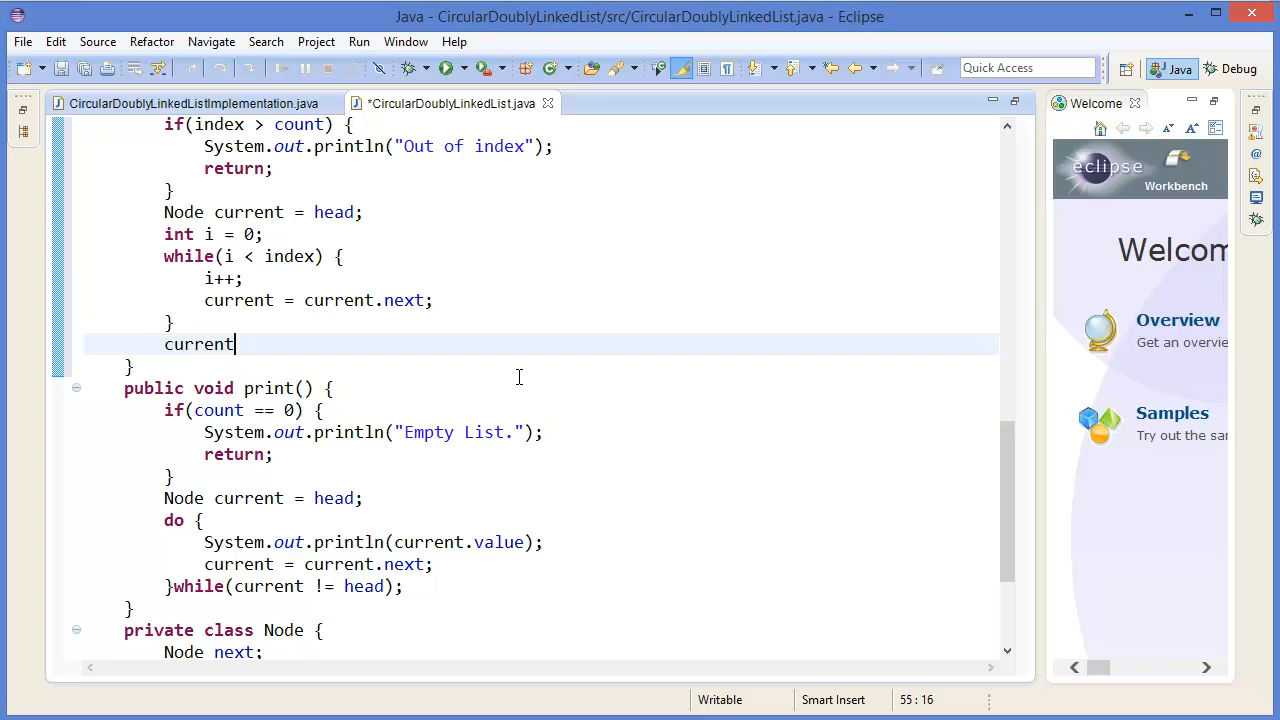 Java - CircularDoublyLinkedList/src/CircularDoublyLinkedList.java - Eclipse
File Edit Source Refactor Navigate Search Project Run Window Help
Quick Access
Java
Debug
CircularDoublyLinkedListImplementation.java
*CircularDoublyLinkedList.java
Welcome
if(index > count) {
System.out.println("Out of index");
return;
}
Node current = head;
int i = 0;
while(i < index) {
i++;
current = current.next;
}
current
}
public void print() {
if(count == 0) {
System.out.println("Empty List.");
return;
}
Node current = head;
do {
System.out.println(current.value);
current = current.next;
}while(current != head);
}
private class Node {
Node next;
eclipse
Workbench
Welcom
Overview
Get an overvie
Samples
Try out the sar
Writable
Smart Insert
55 : 16